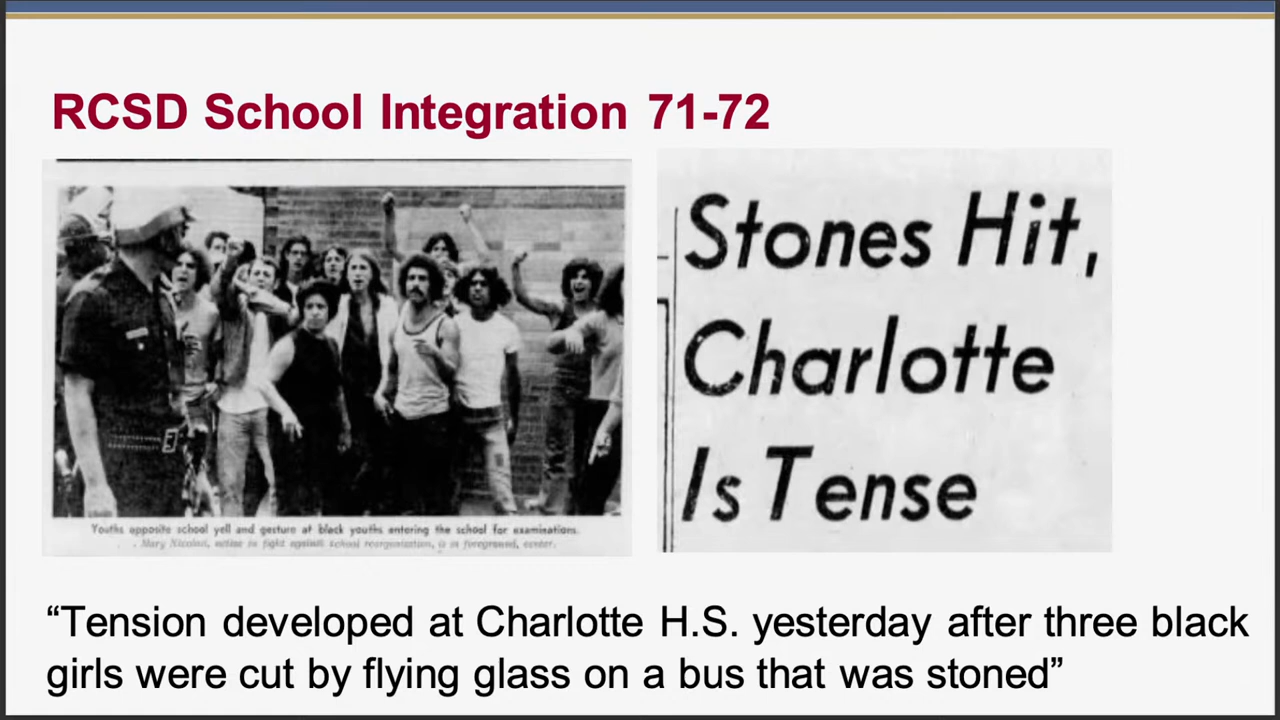 RCSD School Integration 71-72
Youths opposite school yell and gesture at black youths entering the school for examinations.
Mary Nicolosi, active in fight against school reorganization, is in foreground, center.
Stones Hit,
Charlotte
Is Tense
“Tension developed at Charlotte H.S. yesterday after three black
girls were cut by flying glass on a bus that was stoned”